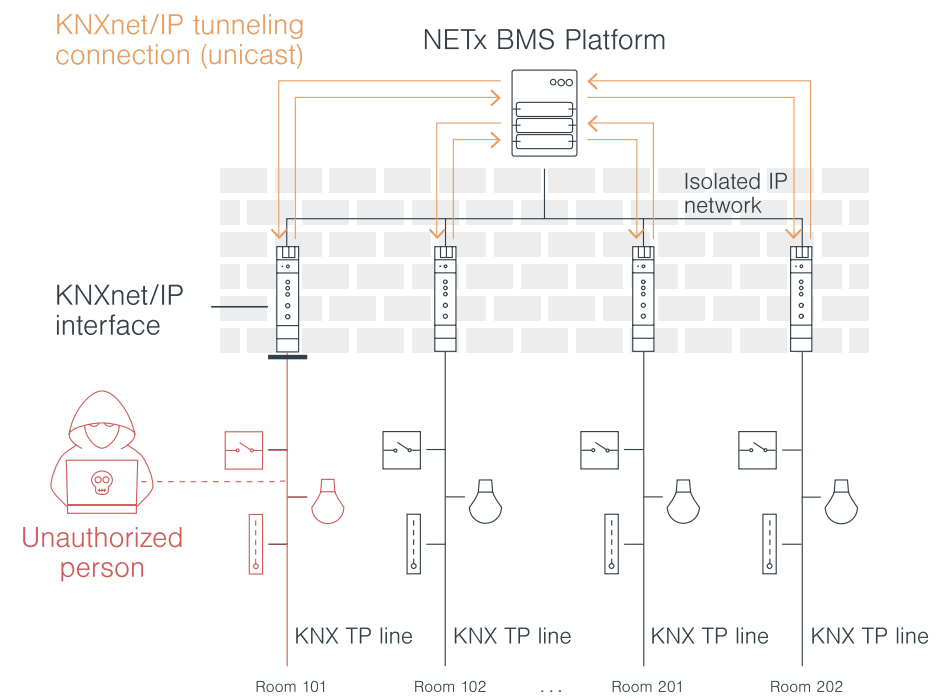 KNXnet/IP tunneling
connection (unicast)
NETx BMS Platform
Isolated IP
network
KNXnet/IP
interface
Unauthorized
person
KNX TP line
KNX TP line
KNX TP line
KNX TP line
Room 101
Room 102
...
Room 201
Room 202